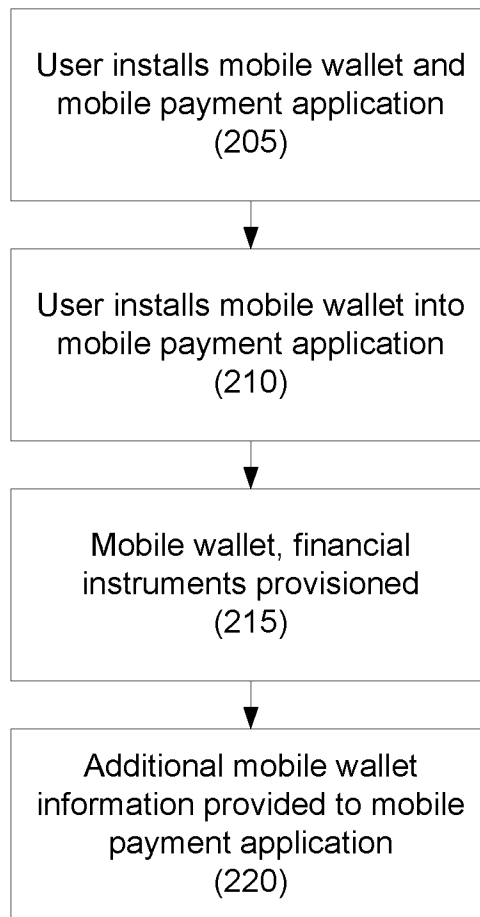 User installs mobile wallet and
mobile payment application
(205)
User installs mobile wallet into
mobile payment application
(210)
Mobile wallet, financial
instruments provisioned
(215)
Additional mobile wallet
information provided to mobile
payment application
(220)